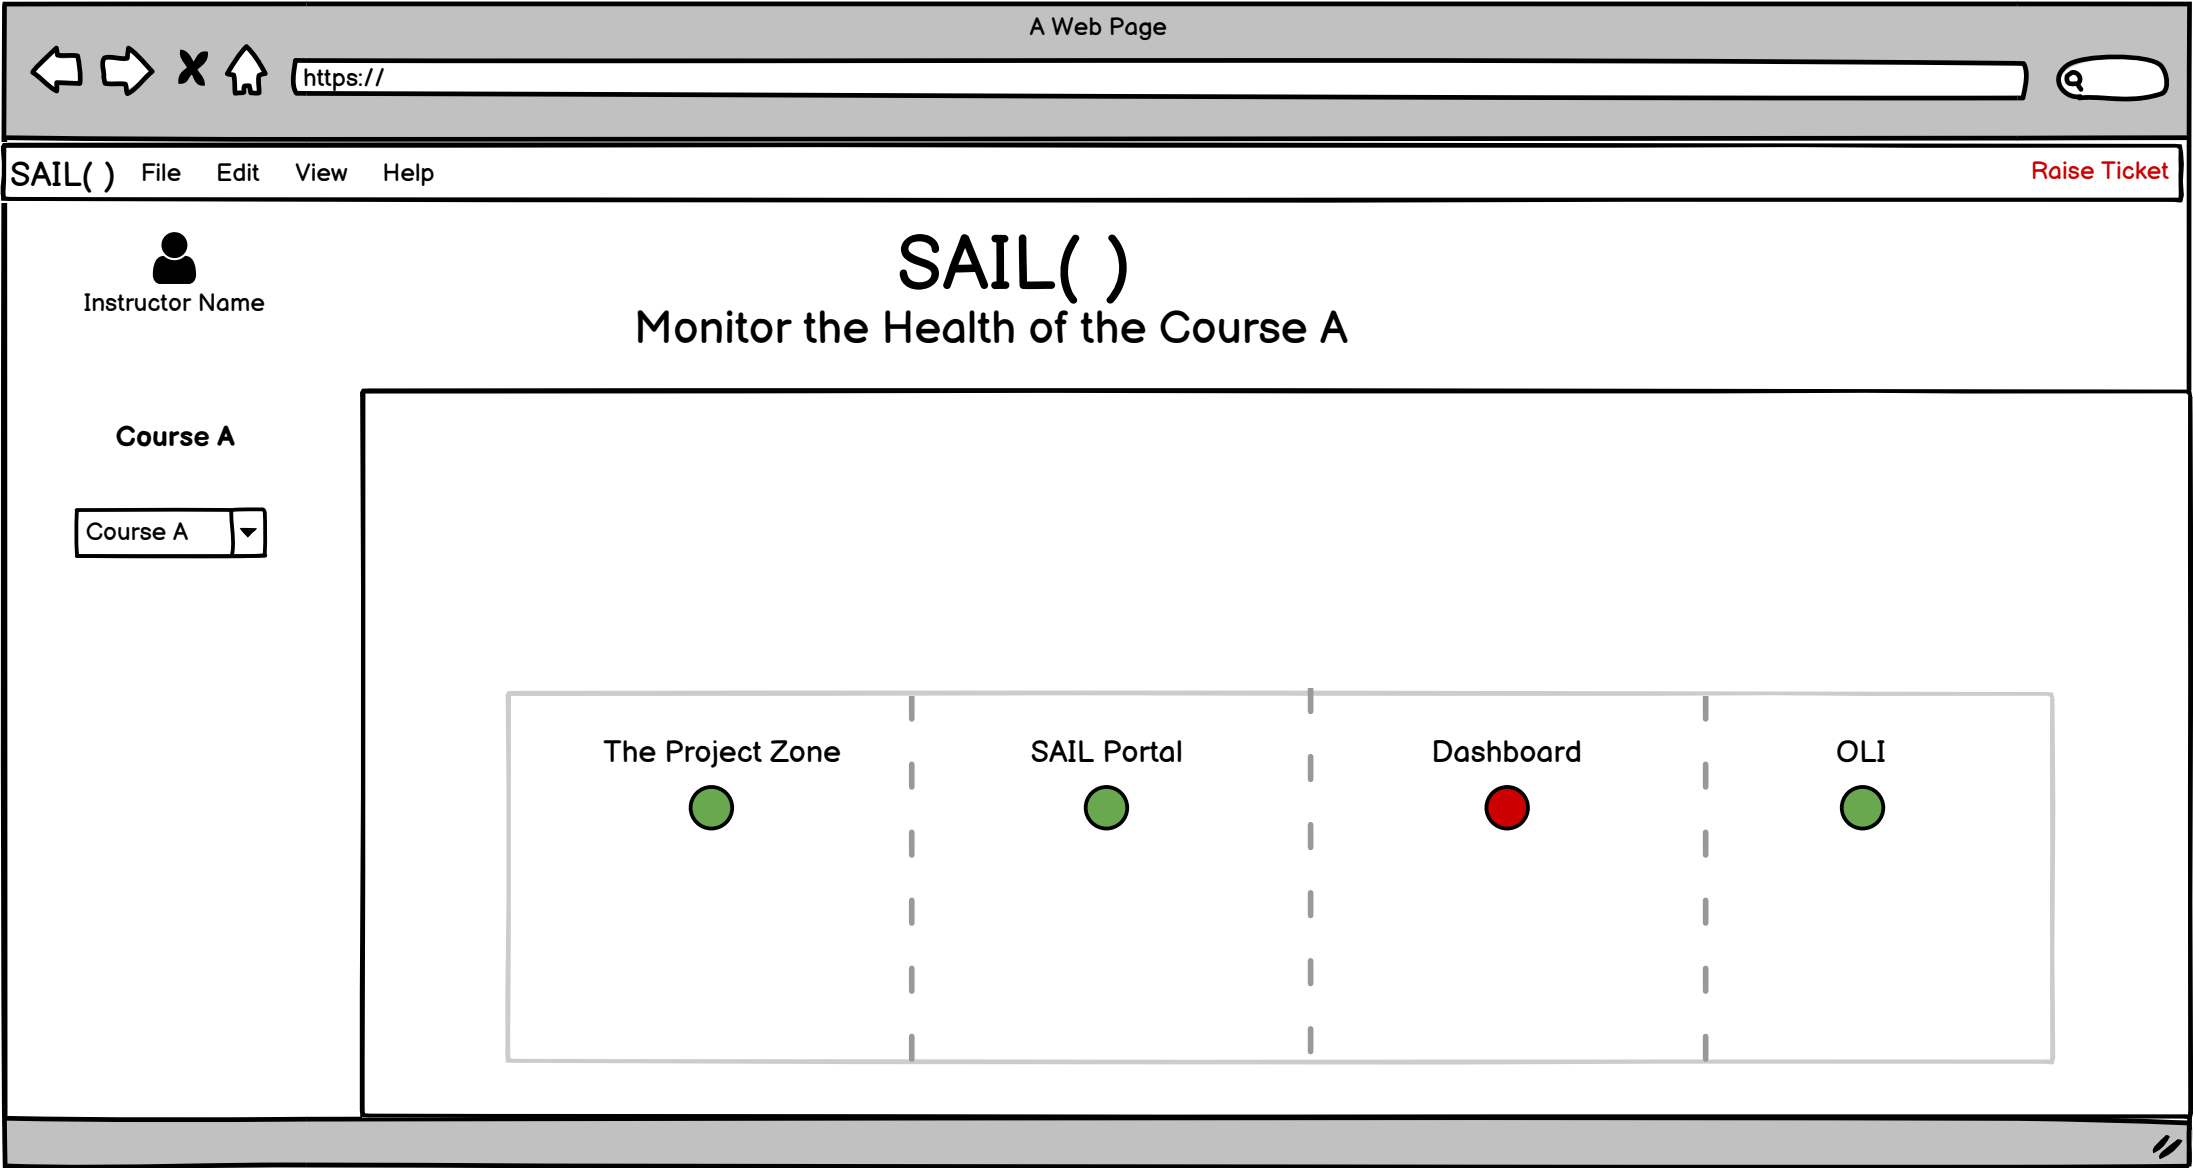 A Web Page
https://
SAIL( ) File Edit View Help Raise Ticket
SAIL( )
Instructor Name
Monitor the Health of the Course A
Course A
Course A
The Project Zone SAIL Portal Dashboard OLI